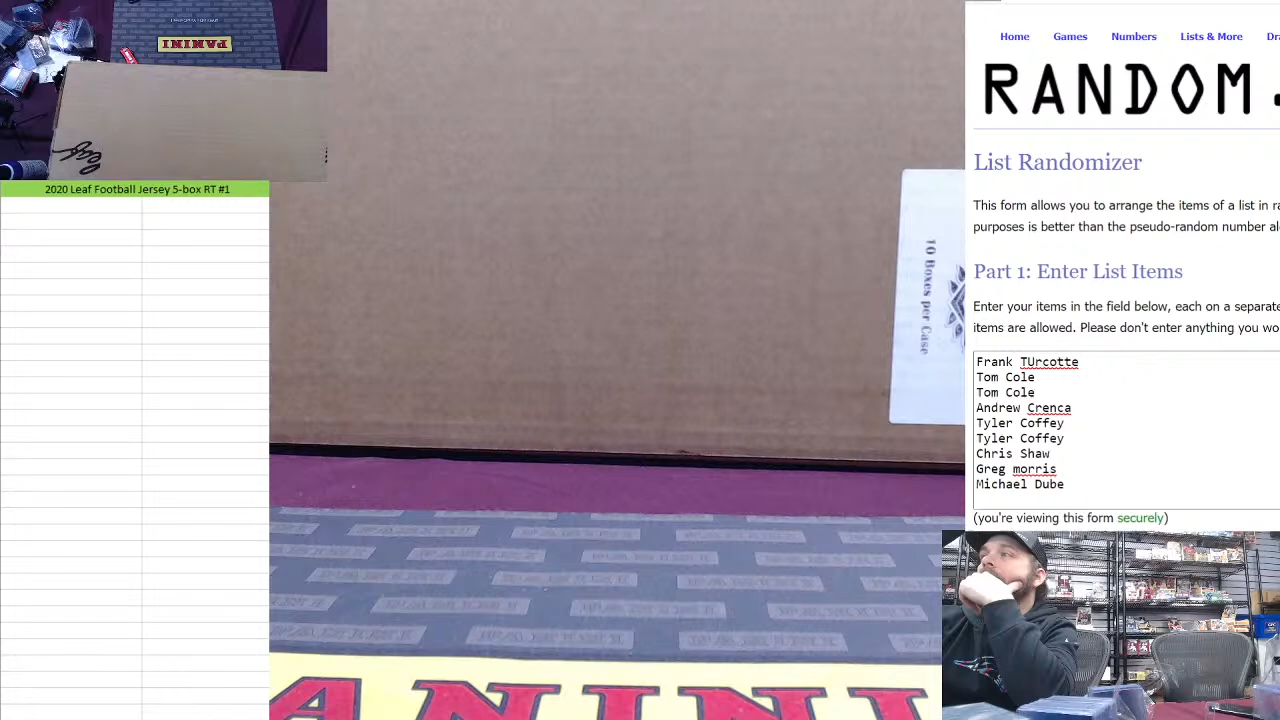 PANINI
2020 Leaf Football Jersey 5-box RT #1
10 Boxes per Case
PANINI
Home Games Numbers Lists & More Dra
RANDOM.
List Randomizer
This form allows you to arrange the items of a list in ra
purposes is better than the pseudo-random number al
Part 1: Enter List Items
Enter your items in the field below, each on a separate
items are allowed. Please don't enter anything you wo
Frank TUrcotte
Tom Cole
Tom Cole
Andrew Crenca
Tyler Coffey
Tyler Coffey
Chris Shaw
Greg morris
Michael Dube
(you're viewing this form securely)